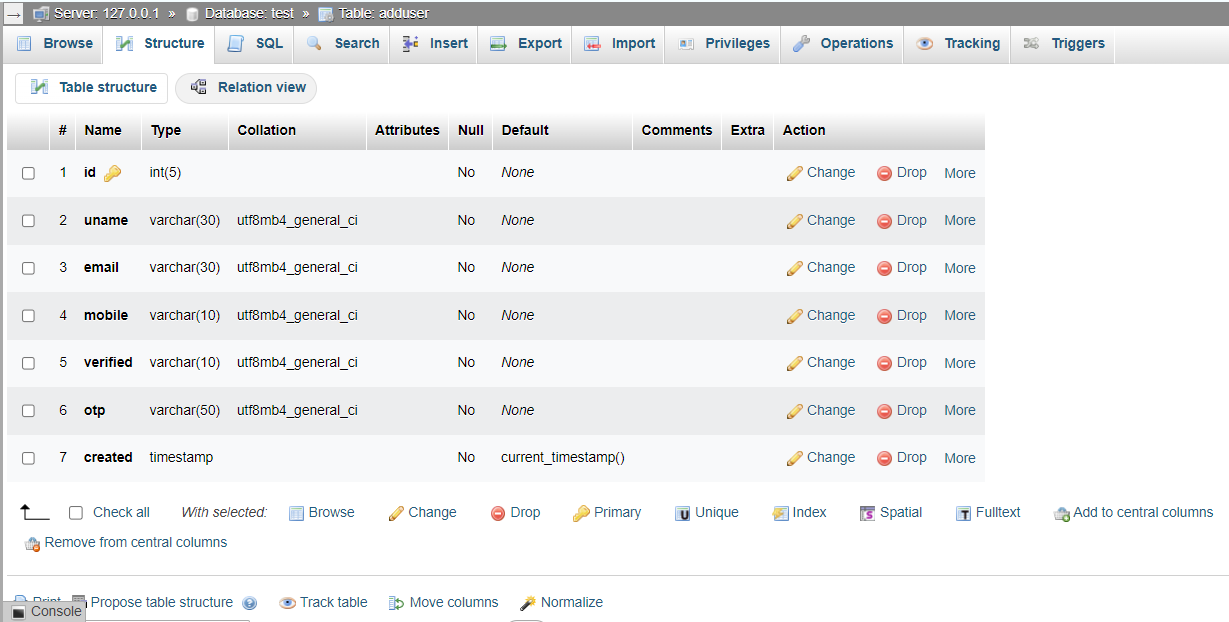 Server: 127.0.0.1 » Database: test » Table: adduser
Browse Structure SQL Search Insert Export Import Privileges Operations Tracking Triggers
Table structure Relation view
# Name Type Collation Attributes Null Default Comments Extra Action
1 id int(5) No None Change Drop More
2 uname varchar(30) utf8mb4_general_ci No None Change Drop More
3 email varchar(30) utf8mb4_general_ci No None Change Drop More
4 mobile varchar(10) utf8mb4_general_ci No None Change Drop More
5 verified varchar(10) utf8mb4_general_ci No None Change Drop More
6 otp varchar(50) utf8mb4_general_ci No None Change Drop More
7 created timestamp No current_timestamp() Change Drop More
Check all With selected: Browse Change Drop Primary Unique Index Spatial Fulltext Add to central columns
Remove from central columns
Print Propose table structure Track table Move columns Normalize
Console